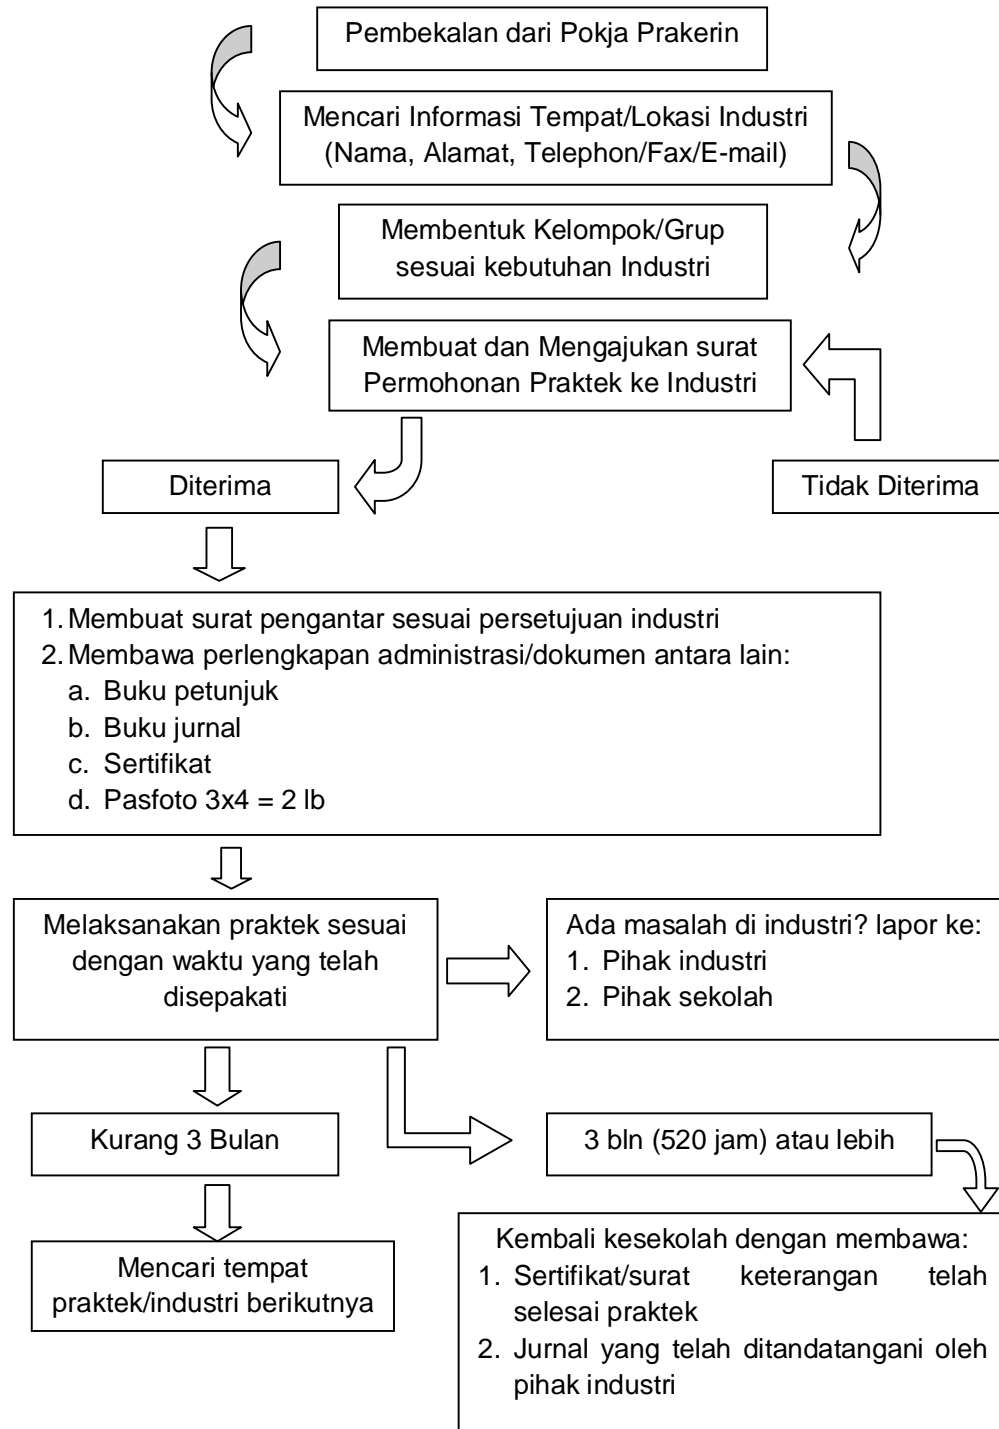 Pembekalan dari Pokja Prakerin
Mencari Informasi Tempat/Lokasi Industri
(Nama, Alamat, Telephon/Fax/E-mail)
Membentuk Kelompok/Grup
sesuai kebutuhan Industri
Membuat dan Mengajukan surat
Permohonan Praktek ke Industri
Diterima
Tidak Diterima
1. Membuat surat pengantar sesuai persetujuan industri
2. Membawa perlengkapan administrasi/dokumen antara lain:
a. Buku petunjuk
b. Buku jurnal
c. Sertifikat
d. Pasfoto 3x4 = 2 lb
Melaksanakan praktek sesuai
dengan waktu yang telah
disepakati
Ada masalah di industri? lapor ke:
1. Pihak industri
2. Pihak sekolah
Kurang 3 Bulan
3 bln (520 jam) atau lebih
Mencari tempat
praktek/industri berikutnya
Kembali kesekolah dengan membawa:
1. Sertifikat/surat keterangan telah
selesai praktek
2. Jurnal yang telah ditandatangani oleh
pihak industri